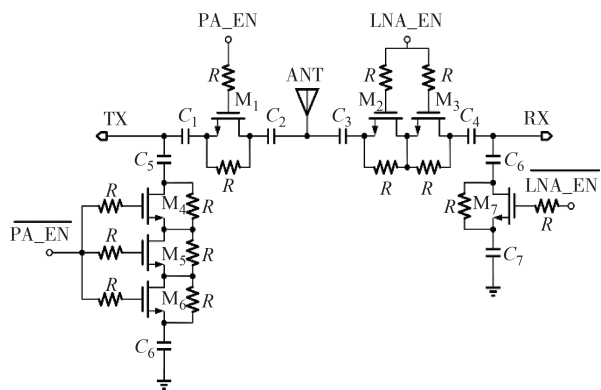 PA_EN
LNA_EN
ANT
R
R
R
TX
C1
M1
C2
C3
M2
M3
C4
RX
C5
R
R
R
C6
LNA_EN
R
M4
R
R
M7
R
PA_EN
R
M5
R
C7
R
M6
R
C6